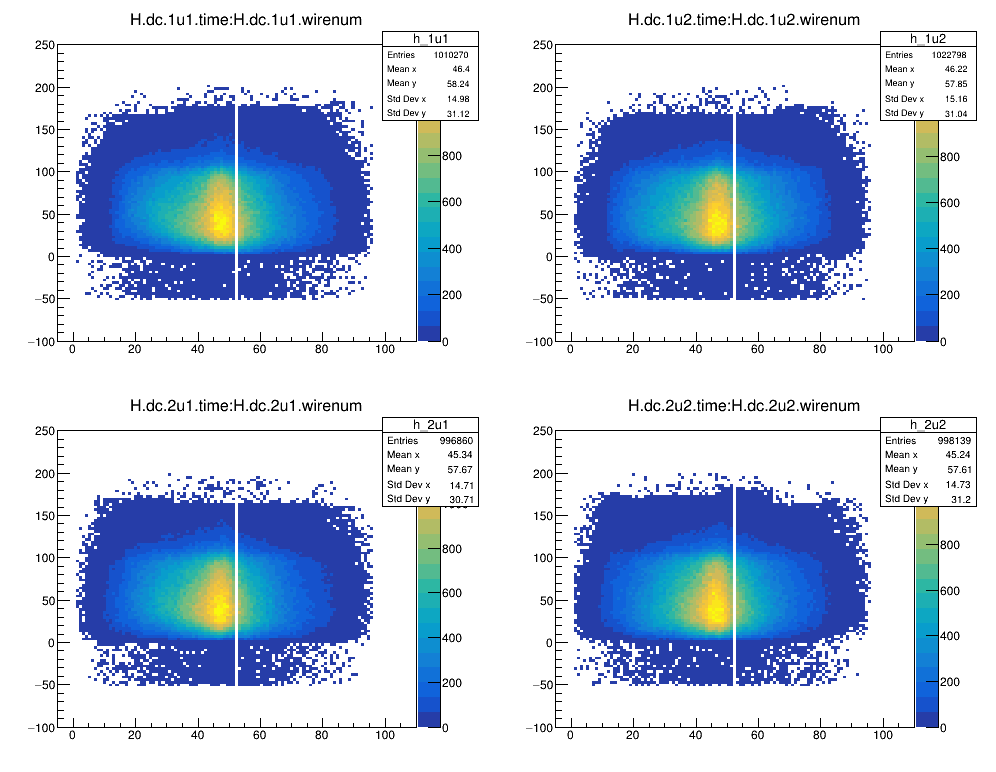 H.dc.1u1.time:H.dc.1u1.wirenum
h_1u1
Entries 1010270
Mean x 46.4
Mean y 58.24
Std Dev x 14.98
Std Dev y 31.12
250
200
150
100
50
0
−50
−100
0 20 40 60 80 100
800
600
400
200
0
H.dc.1u2.time:H.dc.1u2.wirenum
h_1u2
Entries 1022798
Mean x 46.22
Mean y 57.85
Std Dev x 15.16
Std Dev y 31.04
250
200
150
100
50
0
−50
−100
0 20 40 60 80 100
800
600
400
200
0
H.dc.2u1.time:H.dc.2u1.wirenum
h_2u1
Entries 996860
Mean x 45.34
Mean y 57.67
Std Dev x 14.71
Std Dev y 30.71
250
200
150
100
50
0
−50
−100
0 20 40 60 80 100
800
600
400
200
0
H.dc.2u2.time:H.dc.2u2.wirenum
h_2u2
Entries 998139
Mean x 45.24
Mean y 57.61
Std Dev x 14.73
Std Dev y 31.2
250
200
150
100
50
0
−50
−100
0 20 40 60 80 100
800
600
400
200
0